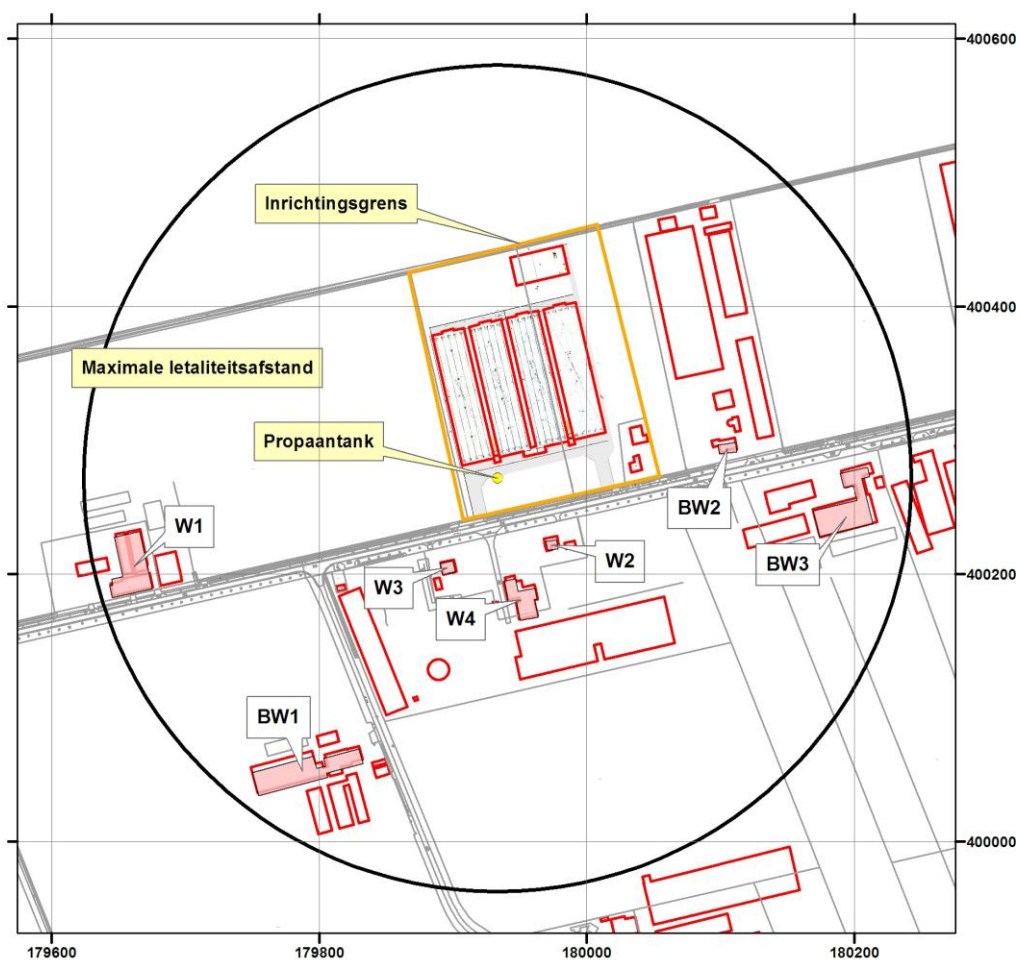 400600
Inrichtingsgrens
400400
Maximale letaliteitsafstand
Propaantank
BW2
W1
W2
BW3
W3
400200
W4
BW1
400000
179600
179800
180000
180200